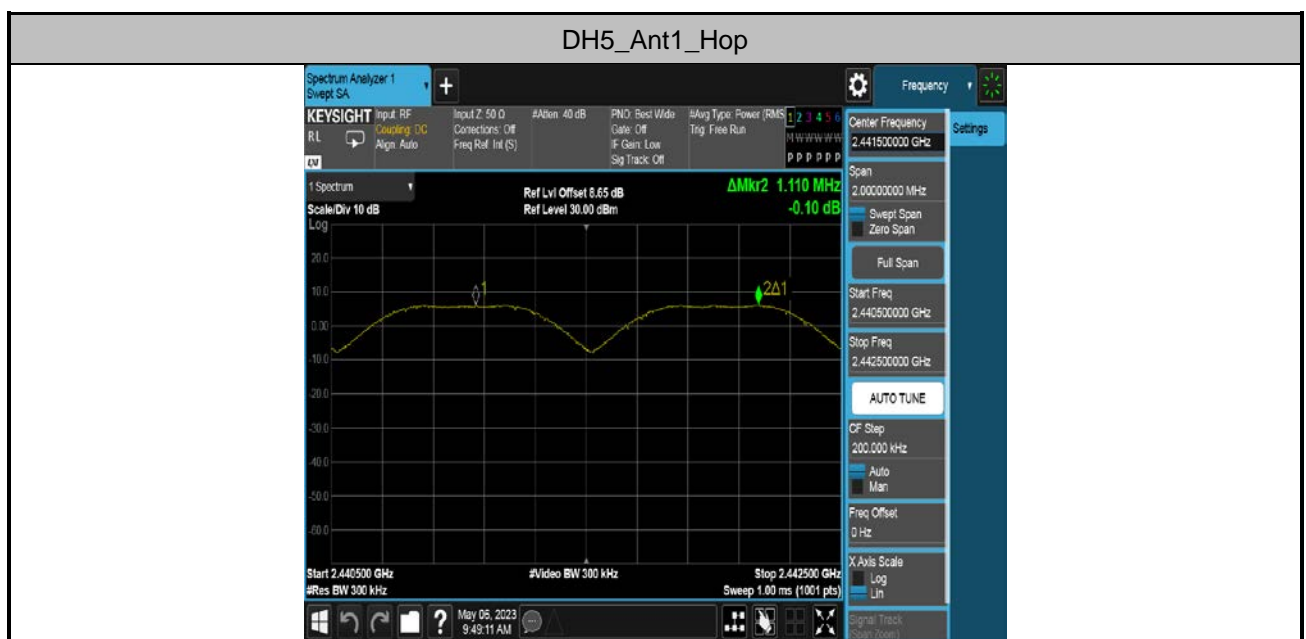 DH5_Ant1_Hop
Spectrum Analyzer 1
Swept SA
+
Frequency
KEYSIGHT
RL
Input: RF
Coupling: DC
Align: Auto
Input Z: 50 Ω
Corrections: Off
Freq Ref: Int (S)
#Atten: 40 dB
PNO: Best Wide
Gate: Off
IF Gain: Low
Sig Track: Off
#Avg Type: Power (RMS
Trig: Free Run
1 2 3 4 5 6
M W W W W W
P P P P P P
1 Spectrum
Scale/Div 10 dB
Log
Ref Lvl Offset 8.65 dB
Ref Level 30.00 dBm
ΔMkr2 1.110 MHz
-0.10 dB
20.0
10.0
0.00
-10.0
-20.0
-30.0
-40.0
-50.0
-60.0
1
2Δ1
Start 2.440500 GHz
#Res BW 300 kHz
#Video BW 300 kHz
Stop 2.442500 GHz
Sweep 1.00 ms (1001 pts)
Center Frequency
2.441500000 GHz
Settings
Span
2.00000000 MHz
Swept Span
Zero Span
Full Span
Start Freq
2.440500000 GHz
Stop Freq
2.442500000 GHz
AUTO TUNE
CF Step
200.000 kHz
Auto
Man
Freq Offset
0 Hz
X Axis Scale
Log
Lin
Signal Track
(Span Zoom)
?
May 06, 2023
9:49:11 AM